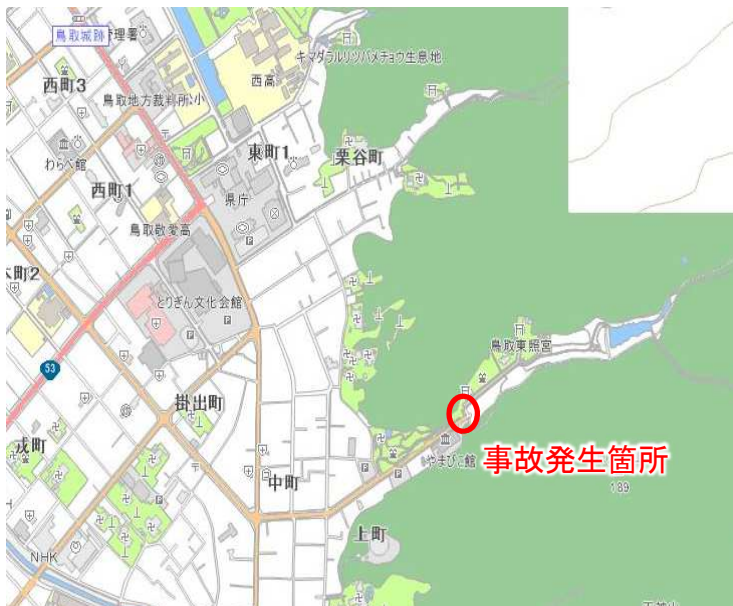 鳥取城跡
管理署
西町3
西高
キマダラルリツバメチョウ生息地
鳥取地方裁判所
小
わらべ館
東町1
栗谷町
西町1
県庁
鳥取敬愛高
町2
とりぎん文化会館
鳥取東照宮
53
掛出町
戎町
やまびこ館
事故発生箇所
中町
189
上町
NHK